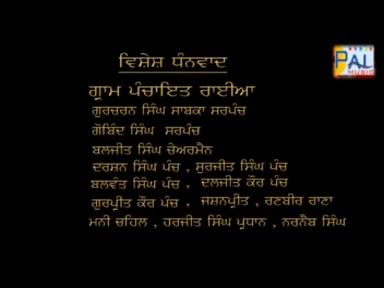 ਵਿਸ਼ੇਸ਼ ਧੰਨਵਾਦ
PAL
MUSIC
ਗ੍ਰਾਮ ਪੰਚਾਇਤ ਰਾਈਆ
ਗੁਰਚਰਨ ਸਿੰਘ ਸਾਬਕਾ ਸਰਪੰਚ
ਗੋਬਿੰਦ ਸਿੰਘ ਸਰਪੰਚ
ਬਲਜੀਤ ਸਿੰਘ ਚੇਅਰਮੈਨ
ਦਰਸ਼ਨ ਸਿੰਘ ਪੰਚ , ਸੁਰਜੀਤ ਸਿੰਘ ਪੰਚ
ਬਲਵੰਤ ਸਿੰਘ ਪੰਚ , ਦਲਜੀਤ ਕੌਰ ਪੰਚ
ਗੁਰਪ੍ਰੀਤ ਕੌਰ ਪੰਚ , ਜਸ਼ਨਪ੍ਰੀਤ , ਰਣਬੀਰ ਰਾਣਾ
ਮਨੀ ਚਹਿਲ , ਹਰਜੀਤ ਸਿੰਘ ਪ੍ਰਧਾਨ , ਨਰਨੈਬ ਸਿੰਘ